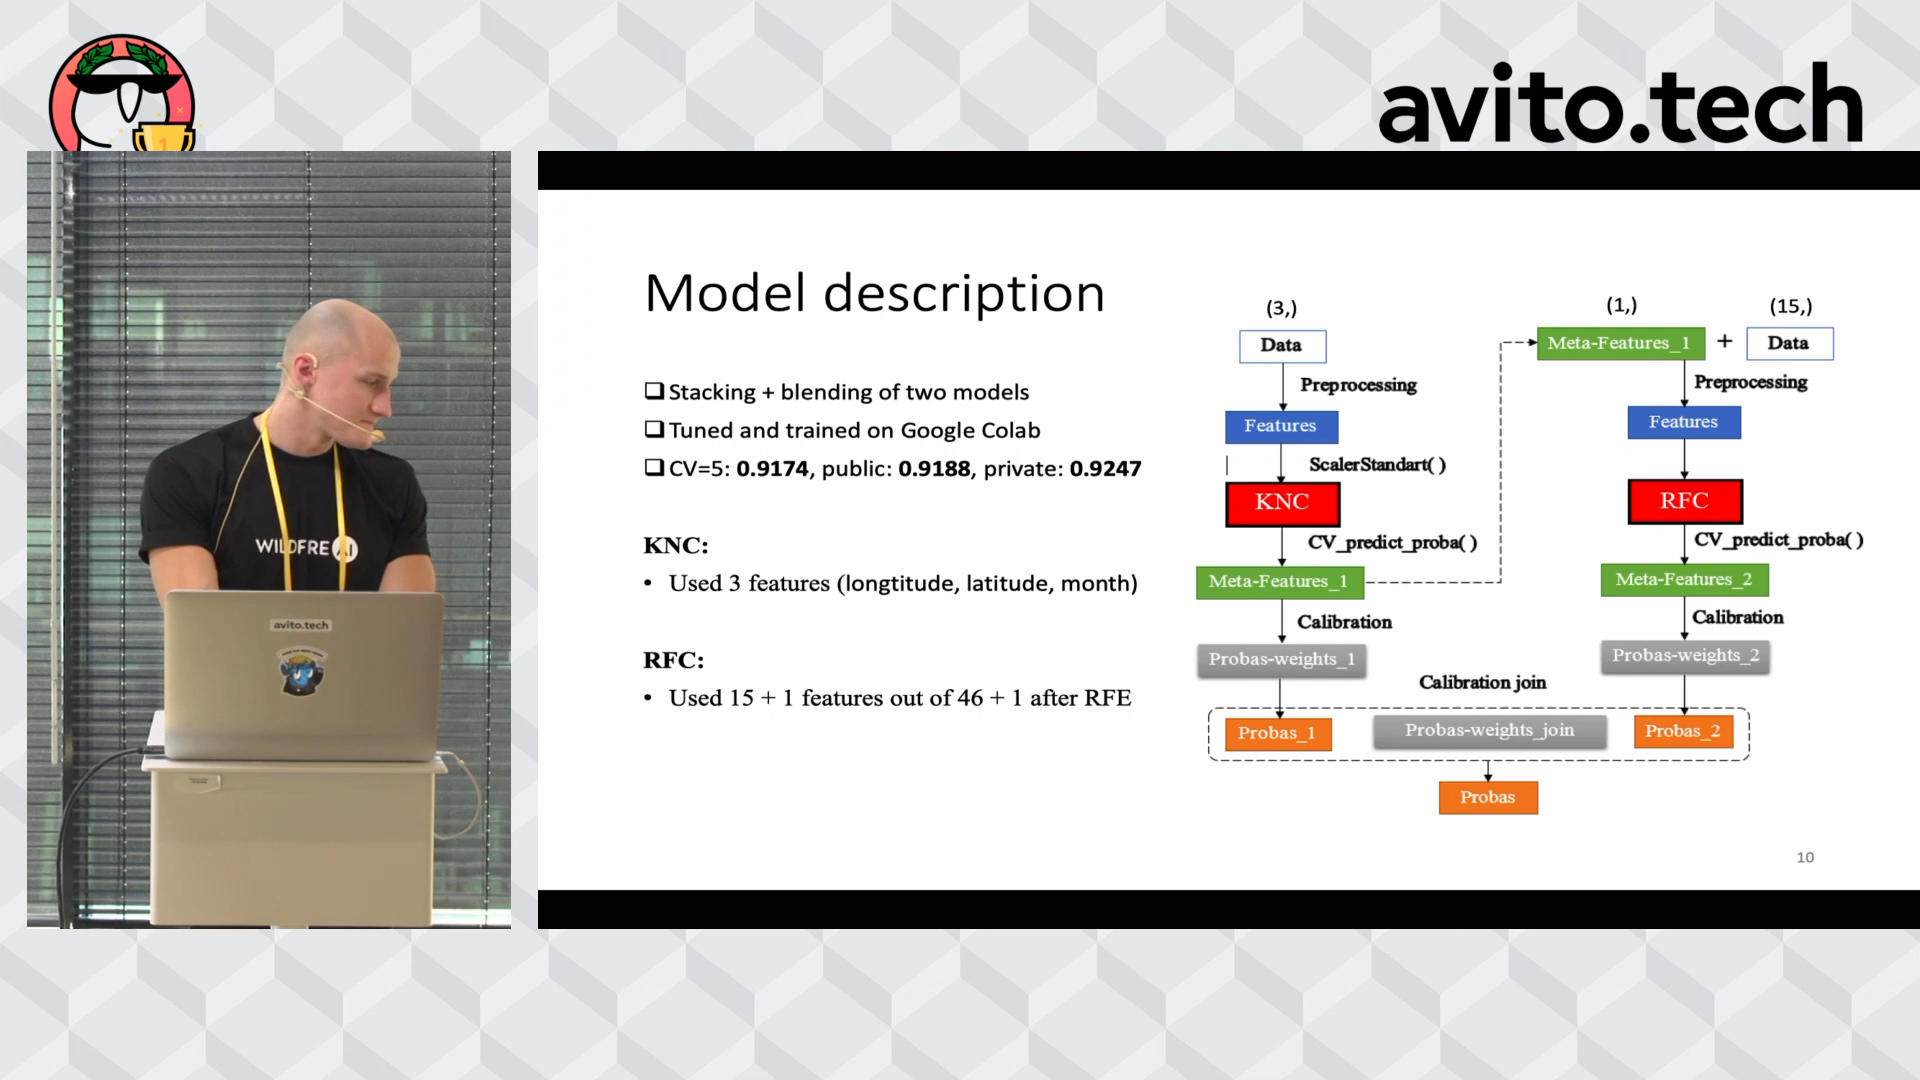 avito.tech
1
WILDFRE AI
avito.tech
Model description
Stacking + blending of two models
Tuned and trained on Google Colab
CV=5: 0.9174, public: 0.9188, private: 0.9247
KNC:
• Used 3 features (longtitude, latitude, month)
RFC:
• Used 15 + 1 features out of 46 + 1 after RFE
(3,)
Data
Preprocessing
Features
ScalerStandart( )
KNC
CV_predict_proba( )
Meta-Features_1
Calibration
Probas-weights_1
(1,) (15,)
Meta-Features_1 + Data
Preprocessing
Features
RFC
CV_predict_proba( )
Meta-Features_2
Calibration
Probas-weights_2
Calibration join
Probas_1 Probas-weights_join Probas_2
Probas
10